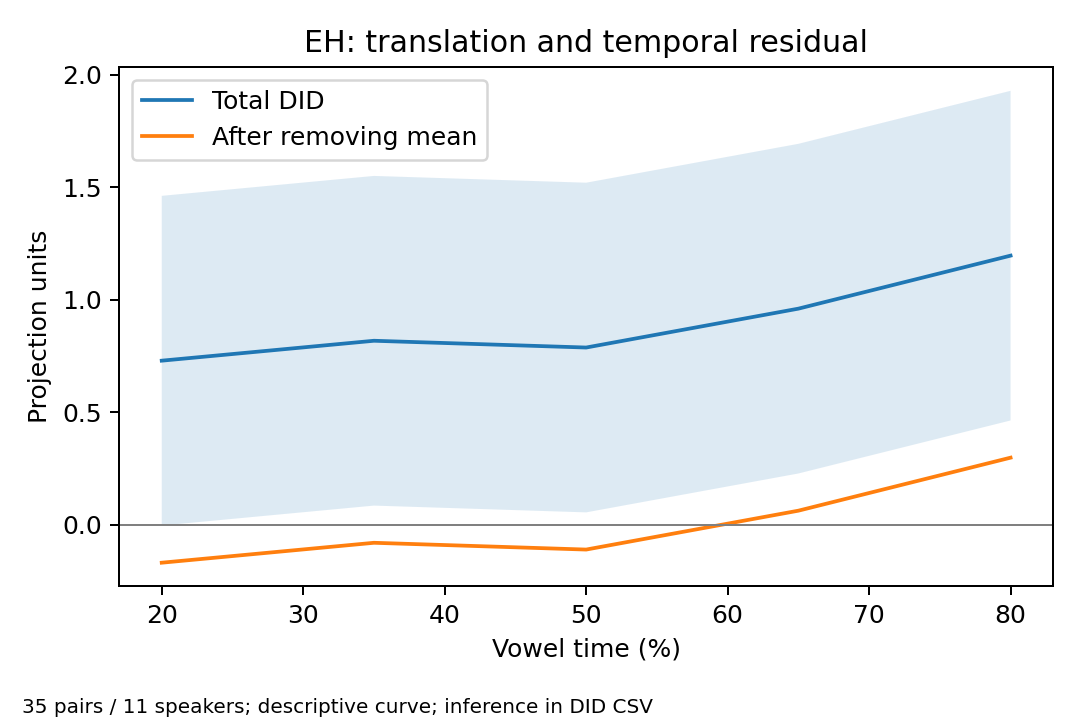 EH: translation and temporal residual
Total DID
After removing mean
Projection units
2.0
1.5
1.0
0.5
0.0
20 30 40 50 60 70 80
Vowel time (%)
35 pairs / 11 speakers; descriptive curve; inference in DID CSV